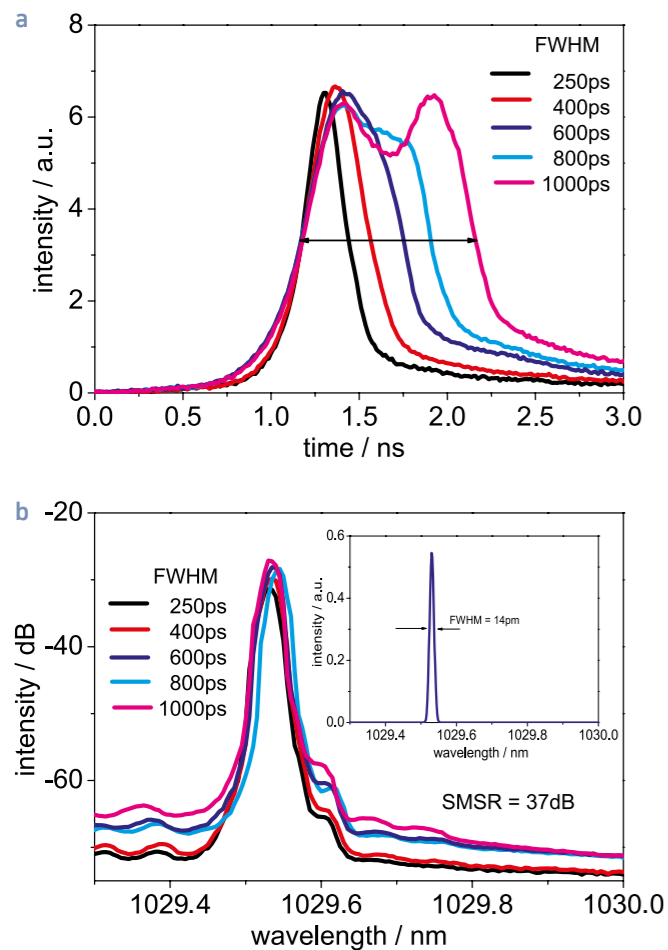 a
8
6
4
2
0
intensity / a.u.
0.0 0.5 1.0 1.5 2.0 2.5 3.0
time / ns
FWHM
250ps
400ps
600ps
800ps
1000ps
b
-20
-40
-60
intensity / dB
1029.4 1029.6 1029.8 1030.0
wavelength / nm
FWHM
250ps
400ps
600ps
800ps
1000ps
0.6
0.4
0.2
0.0
intensity / a.u.
FWHM = 14pm
1029.4 1029.6 1029.8 1030.0
wavelength / nm
SMSR = 37dB